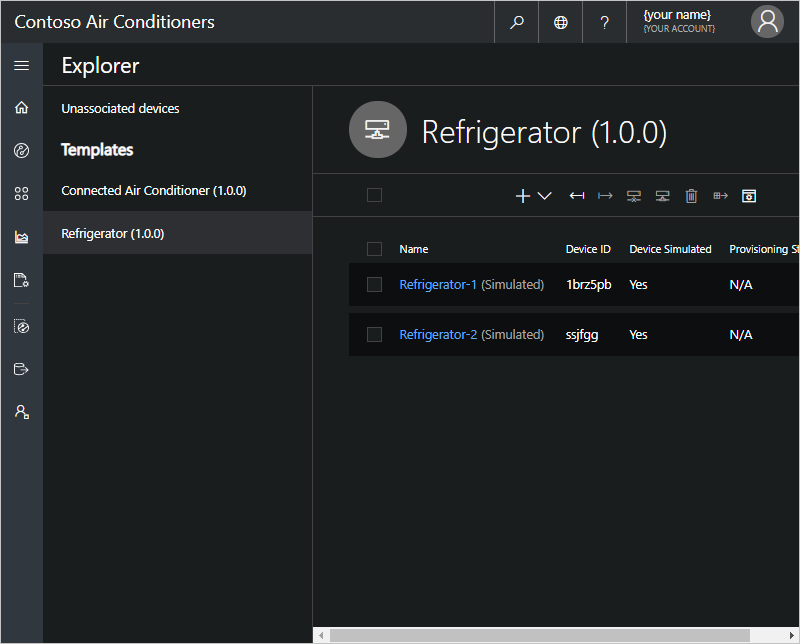 Contoso Air Conditioners
?
{your name}
{YOUR ACCOUNT}
Explorer
Unassociated devices
Templates
Connected Air Conditioner (1.0.0)
Refrigerator (1.0.0)
Refrigerator (1.0.0)
Name Device ID Device Simulated Provisioning St
Refrigerator-1 (Simulated) 1brz5pb Yes N/A
Refrigerator-2 (Simulated) ssjfgg Yes N/A